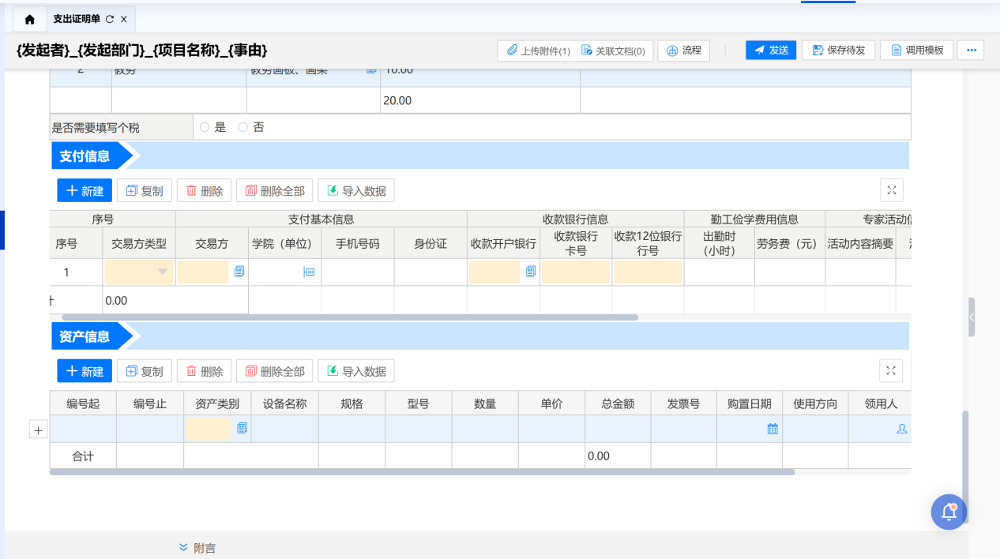 支出证明单
{发起者}_{发起部门}_{项目名称}_{事由}
上传附件(1) 关联文档(0) 流程 发送 保存待发 调用模板
2 教务 教务画板、画架 10.00
20.00
是否需要填写个税 是 否
支付信息
新建 复制 删除 删除全部 导入数据
序号 支付基本信息 收款银行信息 勤工俭学费用信息 专家活动
序号 交易方类型 交易方 学院（单位） 手机号码 身份证 收款开户银行 收款银行卡号 收款12位银行行号 出勤时(小时) 劳务费（元） 活动内容摘要
1
0.00
资产信息
新建 复制 删除 删除全部 导入数据
编号起 编号止 资产类别 设备名称 规格 型号 数量 单价 总金额 发票号 购置日期 使用方向 领用人
合计 0.00
附言